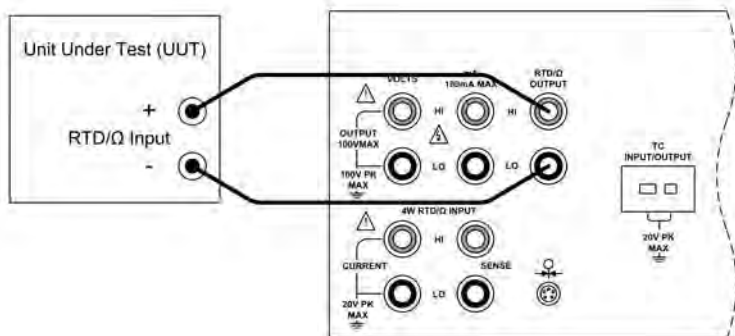 Unit Under Test (UUT)
+
RTD/Ω Input
-
VOLTS
100mA MAX
RTD/Ω
OUTPUT
HI
HI
OUTPUT
100VMAX
LO
LO
100V PK
MAX
TC
INPUT/OUTPUT
20V PK
MAX
4W RTD/Ω INPUT
HI
CURRENT
SENSE
LO
20V PK
MAX